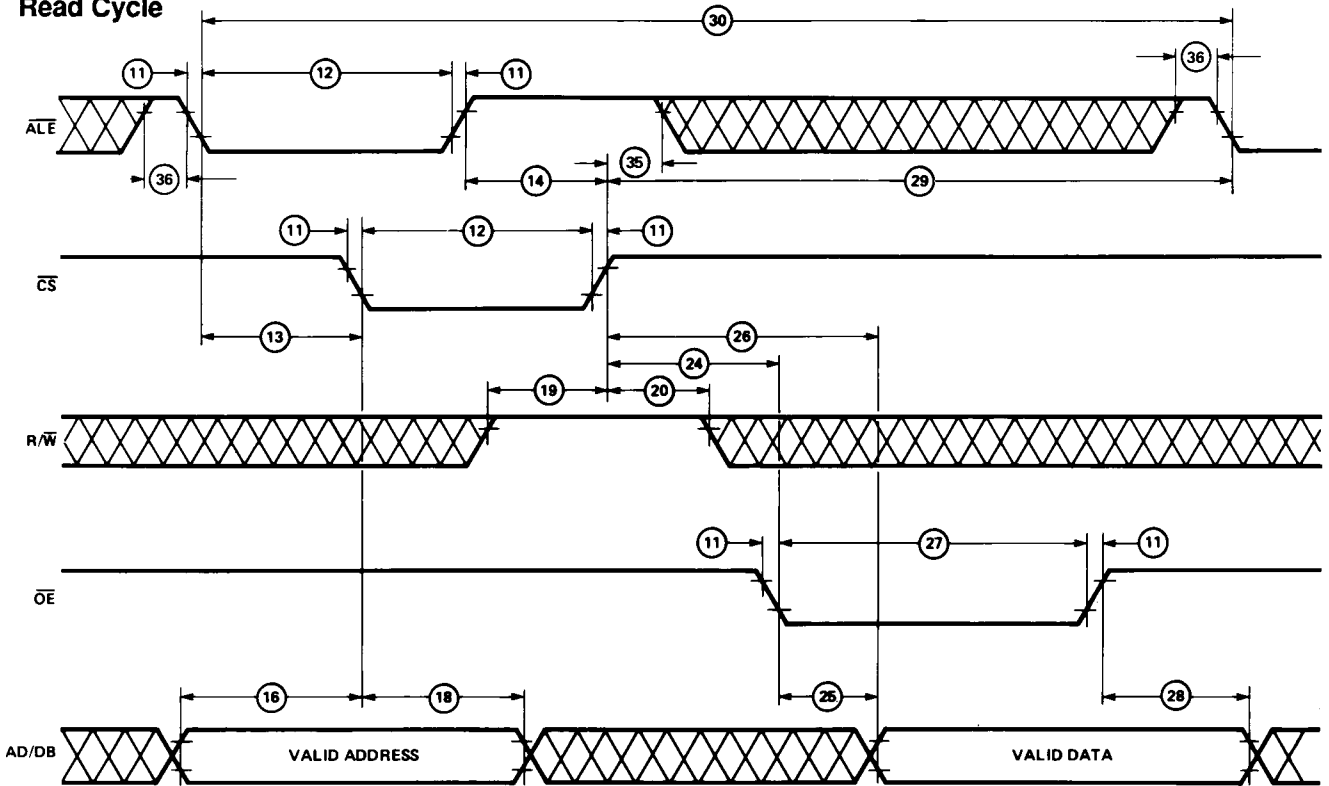 Read Cycle
30
11 12 11 36
ALE
36 14 35 29
11 12 11
CS
13 26
24
19 20
R/W
11 27 11
OE
16 18 25 28
AD/DB VALID ADDRESS VALID DATA